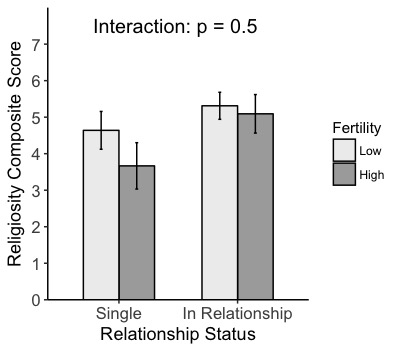 Interaction: p = 0.5
Religiosity Composite Score
7
6
5
4
3
2
1
0
Single
In Relationship
Relationship Status
Fertility
Low
High